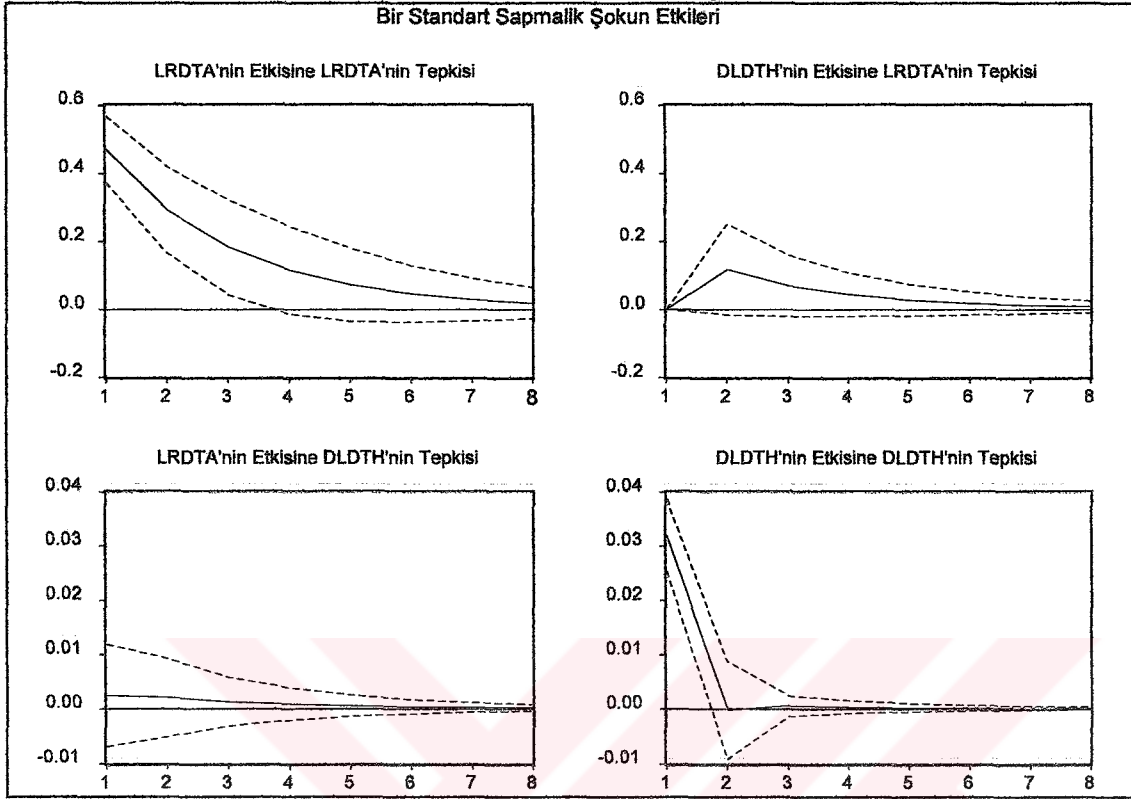 Bir Standart Sapmalik Şokun Etkileri
LRDTA'nin Etkisine LRDTA'nin Tepkisi
0.6
0.4
0.2
0.0
-0.2
1 2 3 4 5 6 7 8
DLDTH'nin Etkisine LRDTA'nin Tepkisi
0.6
0.4
0.2
0.0
-0.2
1 2 3 4 5 6 7 8
LRDTA'nin Etkisine DLDTH'nin Tepkisi
0.04
0.03
0.02
0.01
0.00
-0.01
1 2 3 4 5 6 7 8
DLDTH'nin Etkisine DLDTH'nin Tepkisi
0.04
0.03
0.02
0.01
0.00
-0.01
1 2 3 4 5 6 7 8